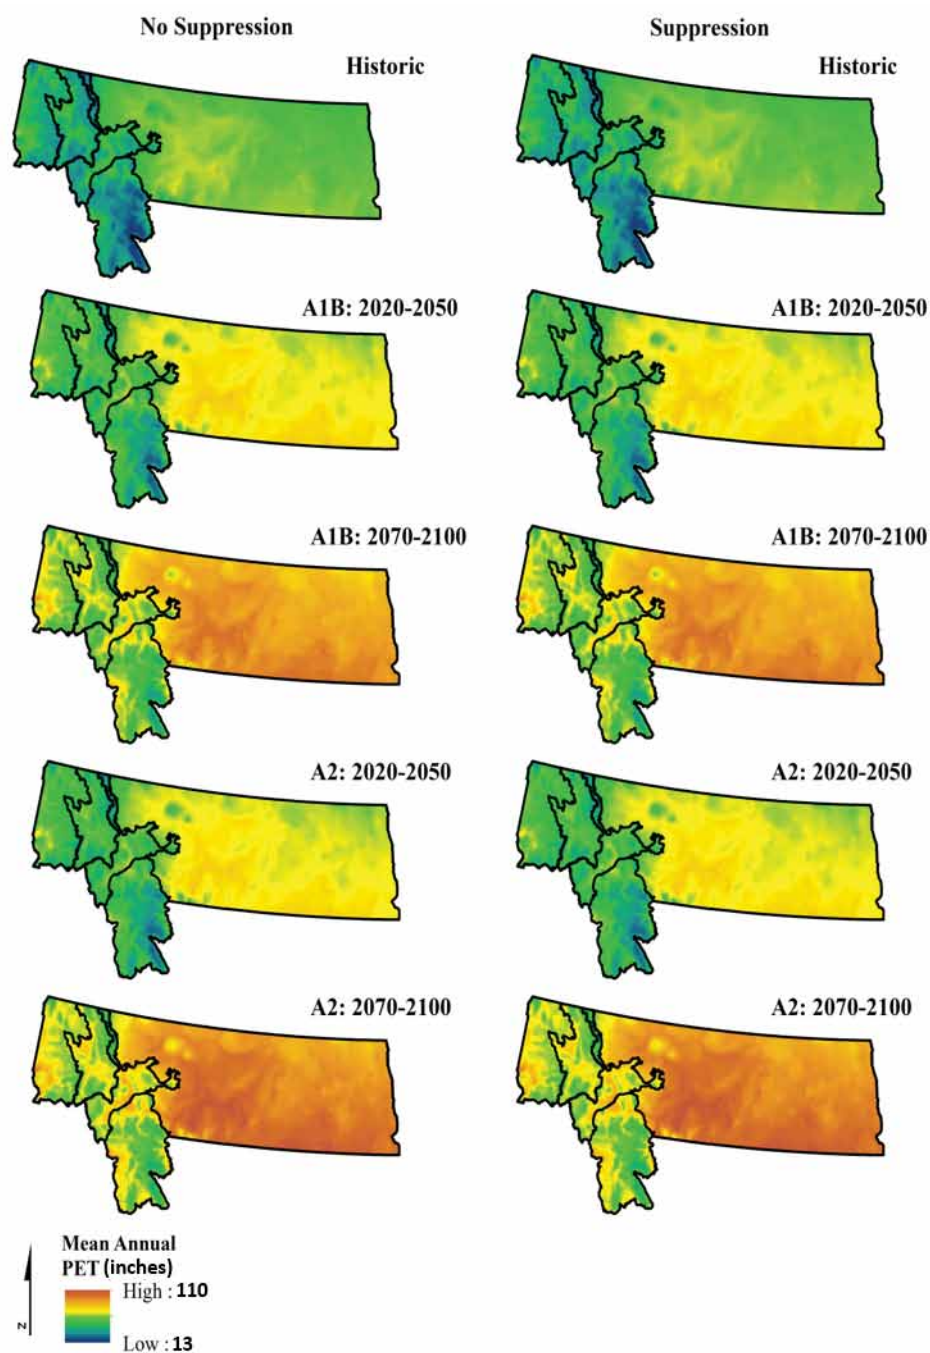 No Suppression
Suppression
Historic
Historic
A1B: 2020-2050
A1B: 2020-2050
A1B: 2070-2100
A1B: 2070-2100
A2: 2020-2050
A2: 2020-2050
A2: 2070-2100
A2: 2070-2100
Mean Annual
PET (inches)
High : 110
Low : 13
N